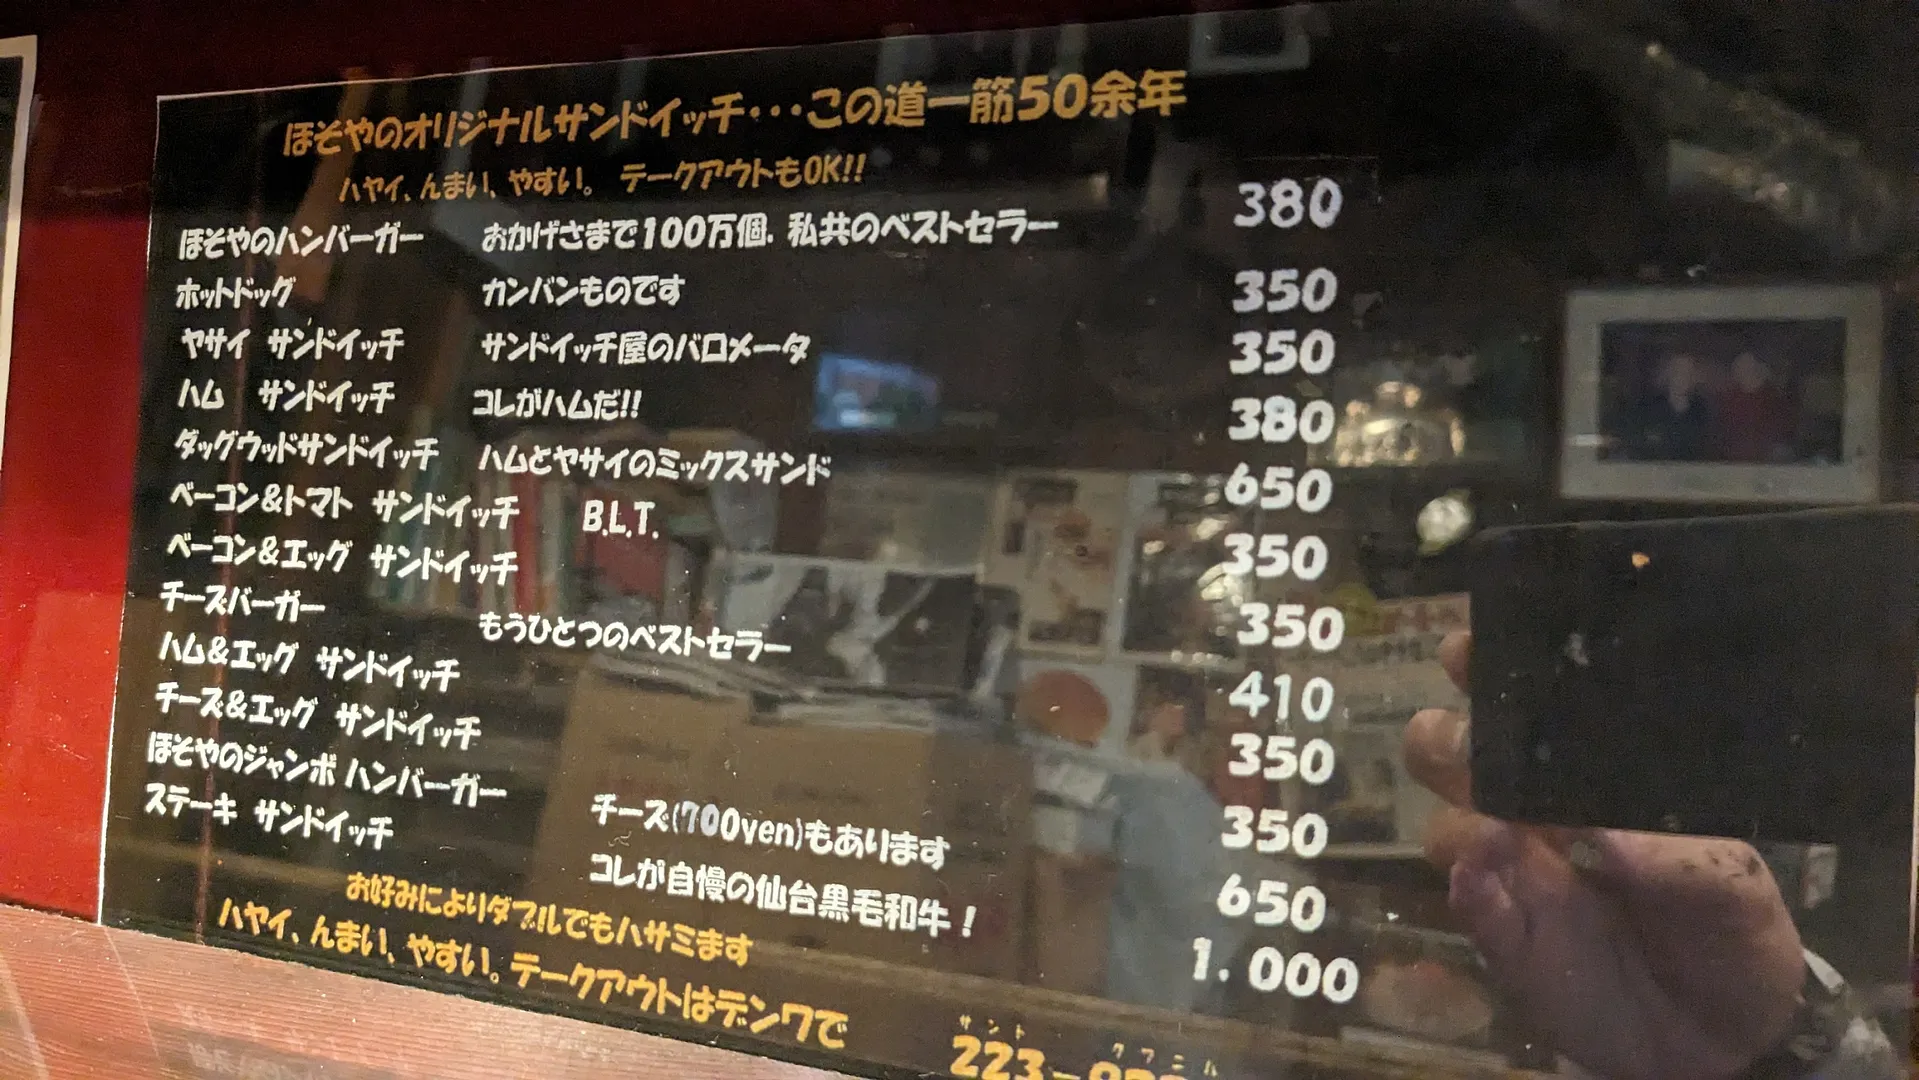 ほそやのオリジナルサンドイッチ・・・この道一筋50余年
ハヤイ、んまい、やすい。 テークアウトもOK!!
ほそやのハンバーガー おかげさまで100万個. 私共のベストセラー 380
ホットドッグ カンバンものです 350
ヤサイ サンドイッチ サンドイッチ屋のバロメータ 350
ハム サンドイッチ コレがハムだ!! 380
ダッグウッドサンドイッチ ハムとヤサイのミックスサンド 650
ベーコン&トマト サンドイッチ B.L.T. 350
ベーコン&エッグ サンドイッチ 350
チーズバーガー もうひとつのベストセラー 410
ハム&エッグ サンドイッチ 350
チーズ&エッグ サンドイッチ 350
ほそやのジャンボ ハンバーガー チーズ(700yen)もあります 650
ステーキ サンドイッチ コレが自慢の仙台黒毛和牛！ 1.000
お好みによりダブルでもハサミます
ハヤイ、んまい、やすい。テークアウトはデンワで
サンド
223-